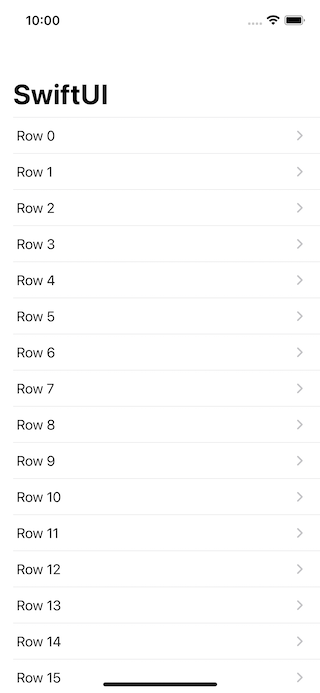 10:00
SwiftUI
Row 0
Row 1
Row 2
Row 3
Row 4
Row 5
Row 6
Row 7
Row 8
Row 9
Row 10
Row 11
Row 12
Row 13
Row 14
Row 15